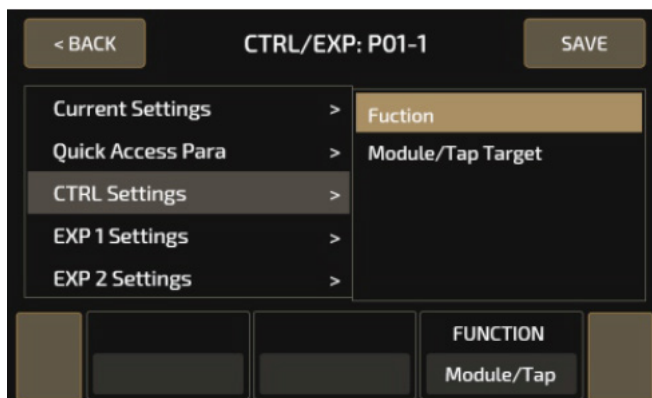 < BACK
CTRL/EXP: P01-1
SAVE
Current Settings >
Quick Access Para >
CTRL Settings >
EXP 1 Settings >
EXP 2 Settings >
Fuction
Module/Tap Target
FUNCTION
Module/Tap